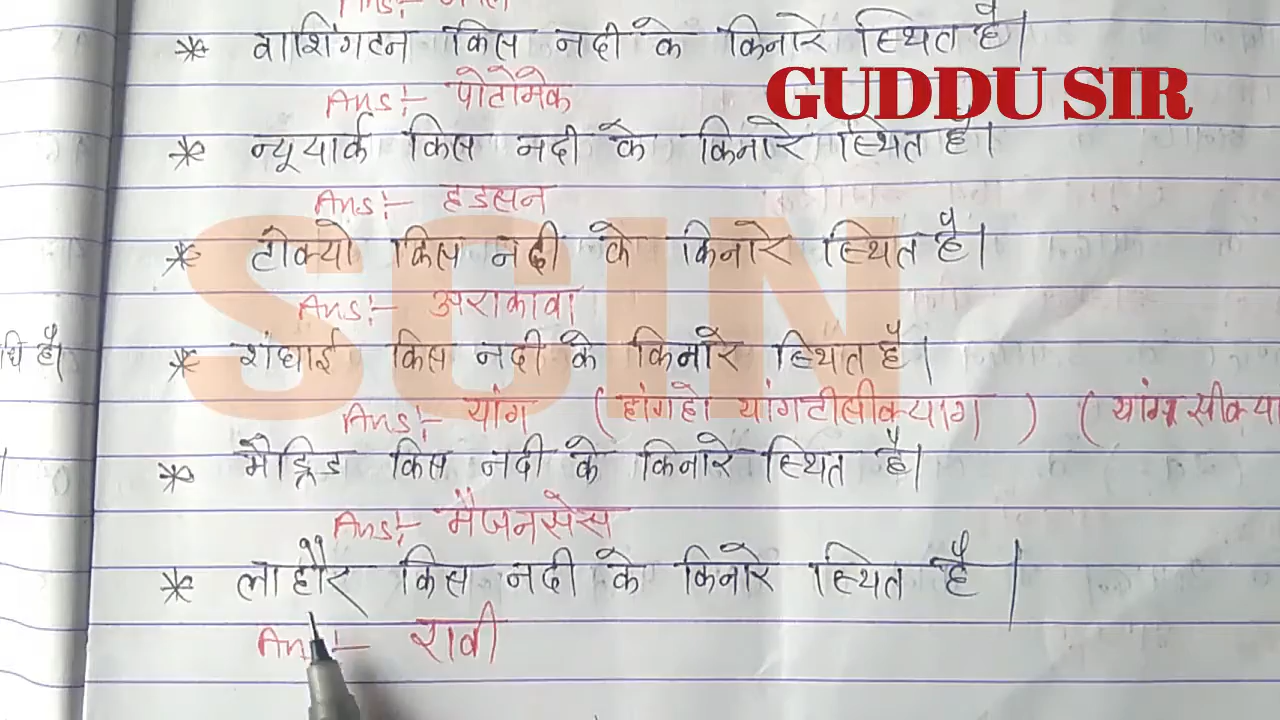 Ans:-
* वाशिंगटन किस नदी के किनारे स्थित है।
GUDDU SIR
Ans:- पोटोमेक
* न्यूयार्क किस नदी के किनारे स्थित है।
Ans:- हडसन
* टोक्यो किस नदी के किनारे स्थित है।
Ans:- अराकावा
SCIN
* शंघाई किस नदी के किनारे स्थित है।
है।
Ans:- यांग (हांगहो यांगटीसीक्याग) (यांग सीक्या
* मैड्रिड किस नदी के किनारे स्थित है।
Ans:- मैजनसेस
* लाहौर किस नदी के किनारे स्थित है।
Ans:- रावी